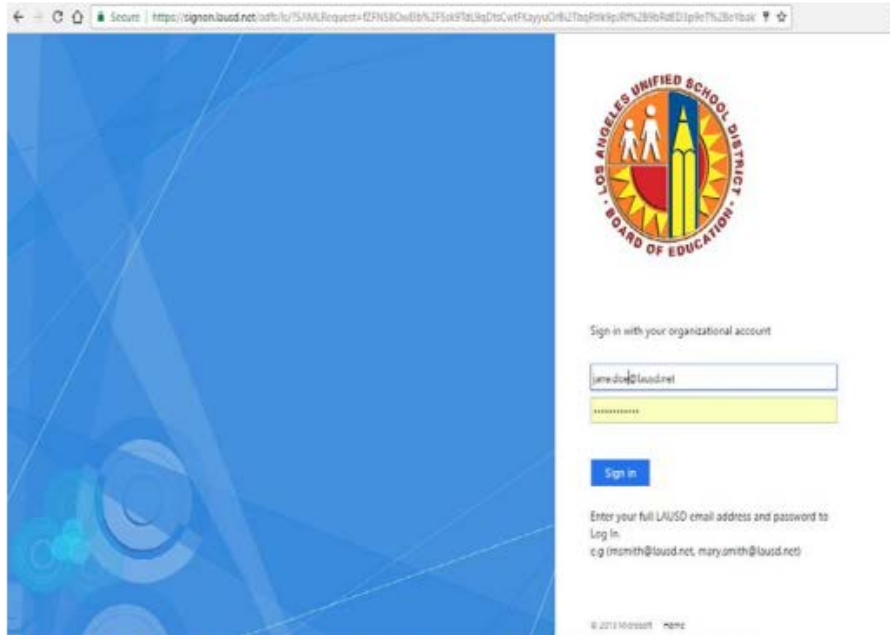 Secure | https://signon.lausd.net/adfs/ls/?SAMLRequest=
LOS ANGELES UNIFIED SCHOOL DISTRICT
BOARD OF EDUCATION
Sign in with your organizational account
jane.doe@lausd.net
••••••••••••
Sign in
Enter your full LAUSD email address and password to
Log In.
e.g (msmith@lausd.net, mary.smith@lausd.net)
© 2013 Microsoft Home